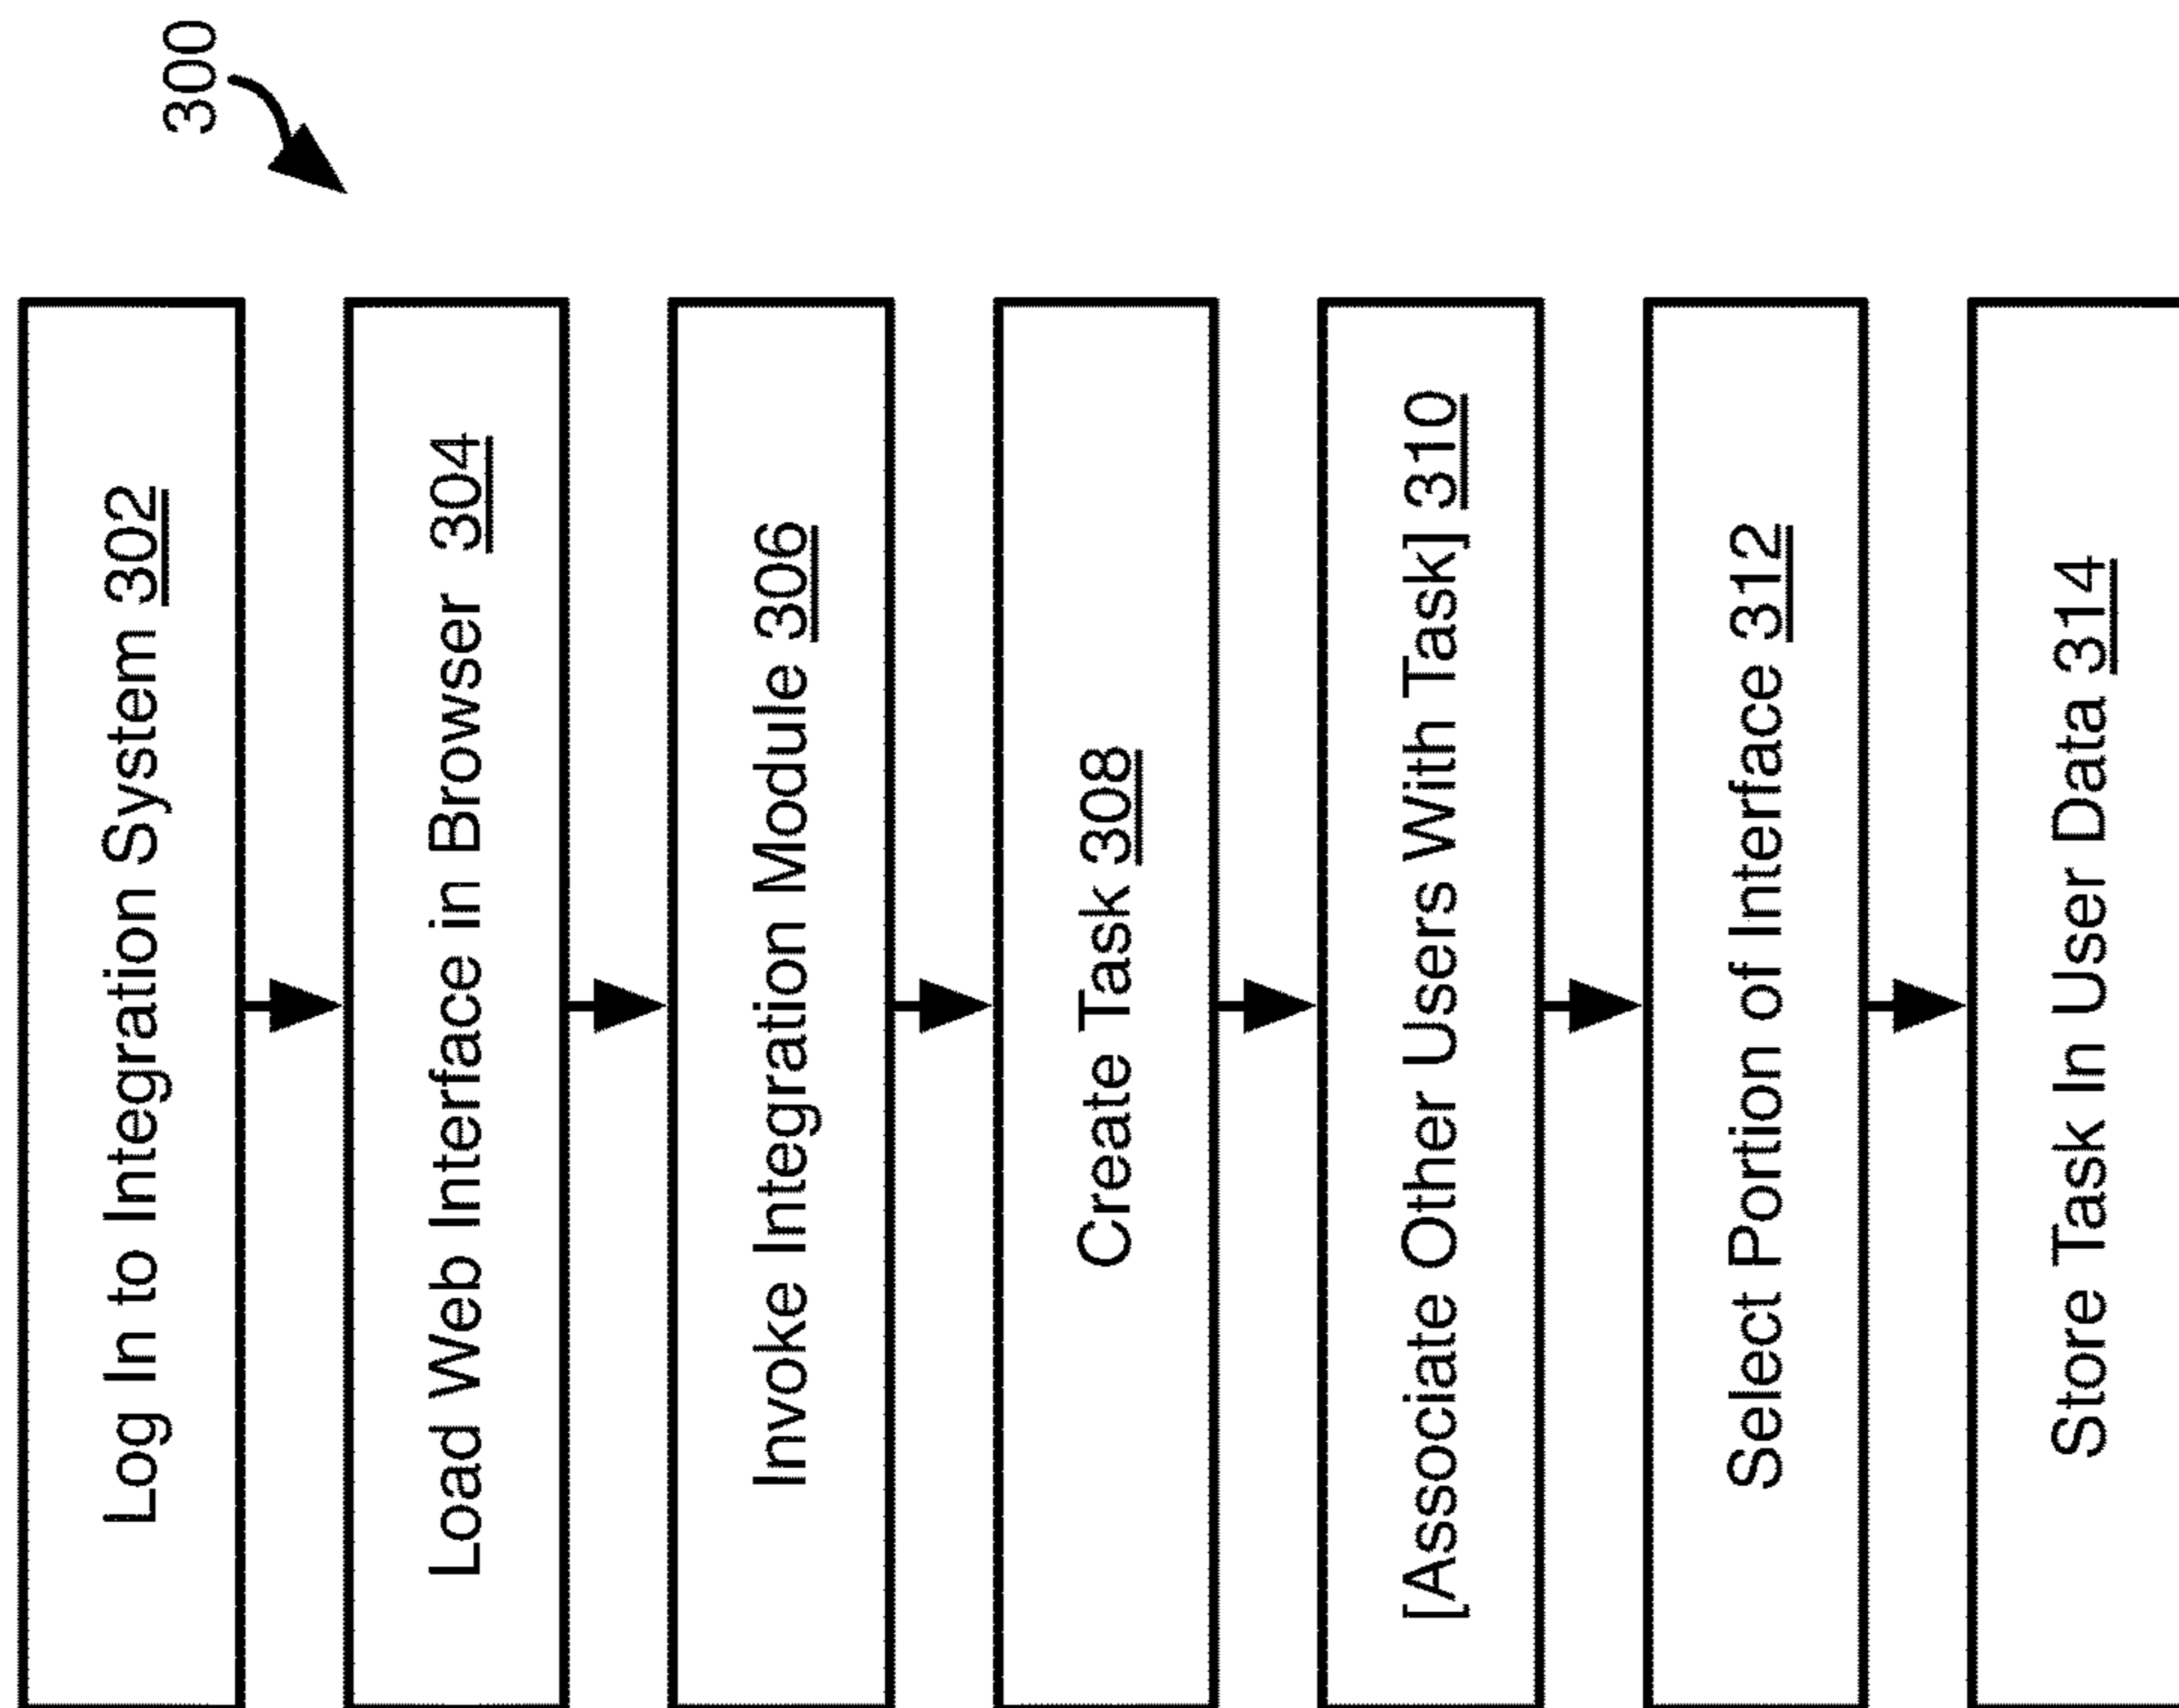 300
Log In to Integration System 302
Load Web Interface in Browser 304
Invoke Integration Module 306
Create Task 308
[Associate Other Users With Task] 310
Select Portion of Interface 312
Store Task In User Data 314